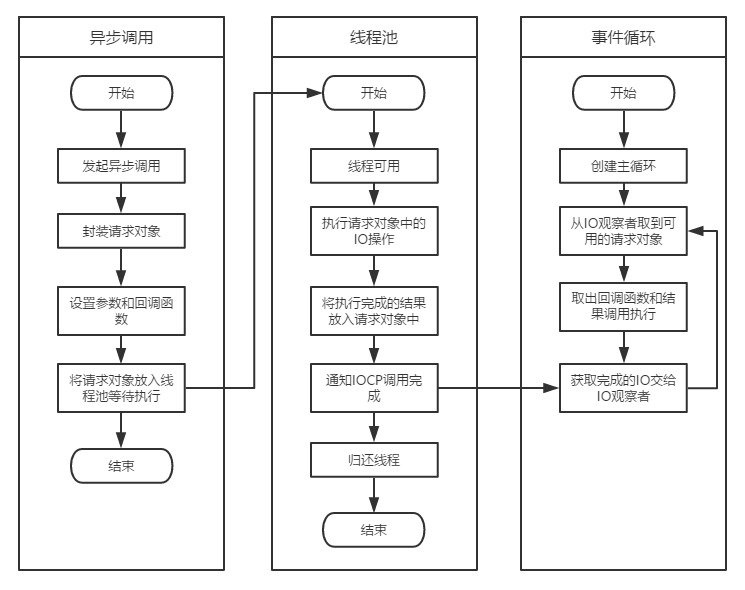 异步调用
开始
发起异步调用
封装请求对象
设置参数和回调函
数
将请求对象放入线
程池等待执行
结束
线程池
开始
线程可用
执行请求对象中的
IO操作
将执行完成的结果
放入请求对象中
通知IOCP调用完
成
归还线程
结束
事件循环
开始
创建主循环
从IO观察者取到可
用的请求对象
取出回调函数和结
果调用执行
获取完成的IO交给
IO观察者